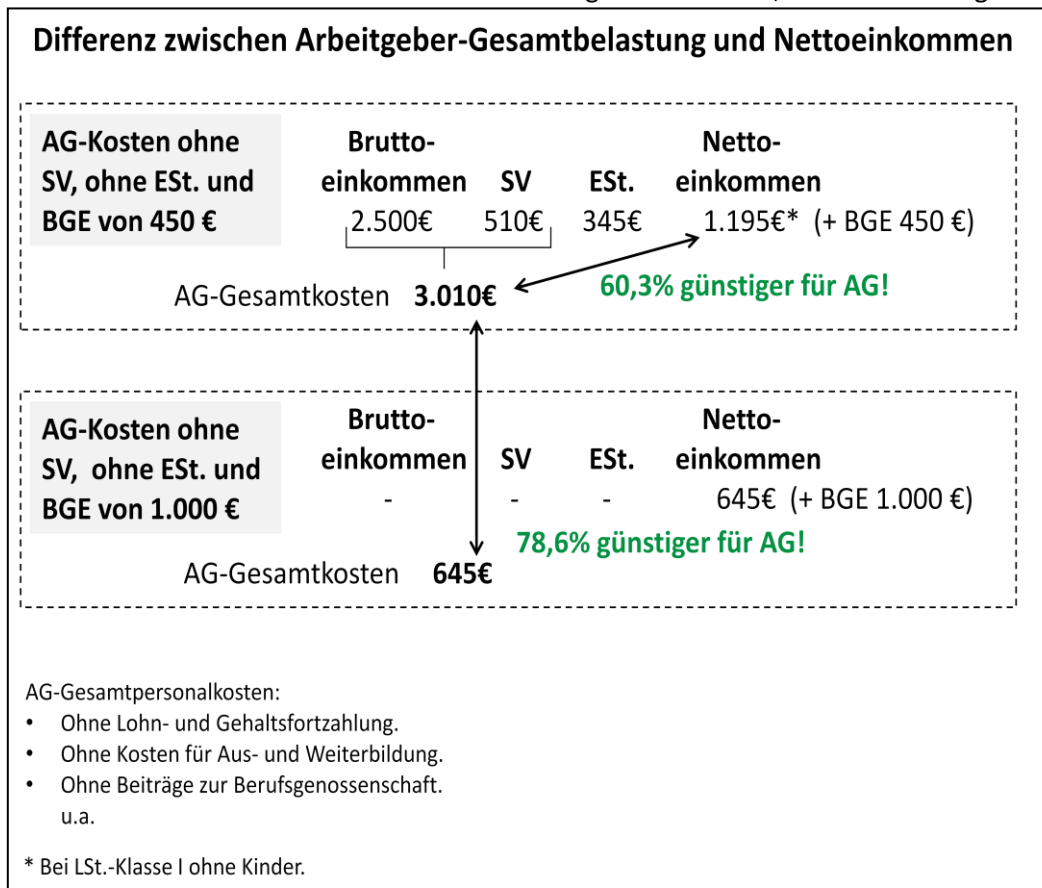 Differenz zwischen Arbeitgeber-Gesamtbelastung und Nettoeinkommen
AG-Kosten ohne
SV, ohne ESt. und
BGE von 450 €
Brutto- Netto-
einkommen SV ESt. einkommen
2.500€ 510€ 345€ 1.195€* (+ BGE 450 €)
60,3% günstiger für AG!
AG-Gesamtkosten 3.010€
AG-Kosten ohne
SV, ohne ESt. und
BGE von 1.000 €
Brutto- Netto-
einkommen SV ESt. einkommen
- - - 645€ (+ BGE 1.000 €)
78,6% günstiger für AG!
AG-Gesamtkosten 645€
AG-Gesamtpersonalkosten:
• Ohne Lohn- und Gehaltsfortzahlung.
• Ohne Kosten für Aus- und Weiterbildung.
• Ohne Beiträge zur Berufsgenossenschaft.
u.a.
* Bei LSt.-Klasse I ohne Kinder.